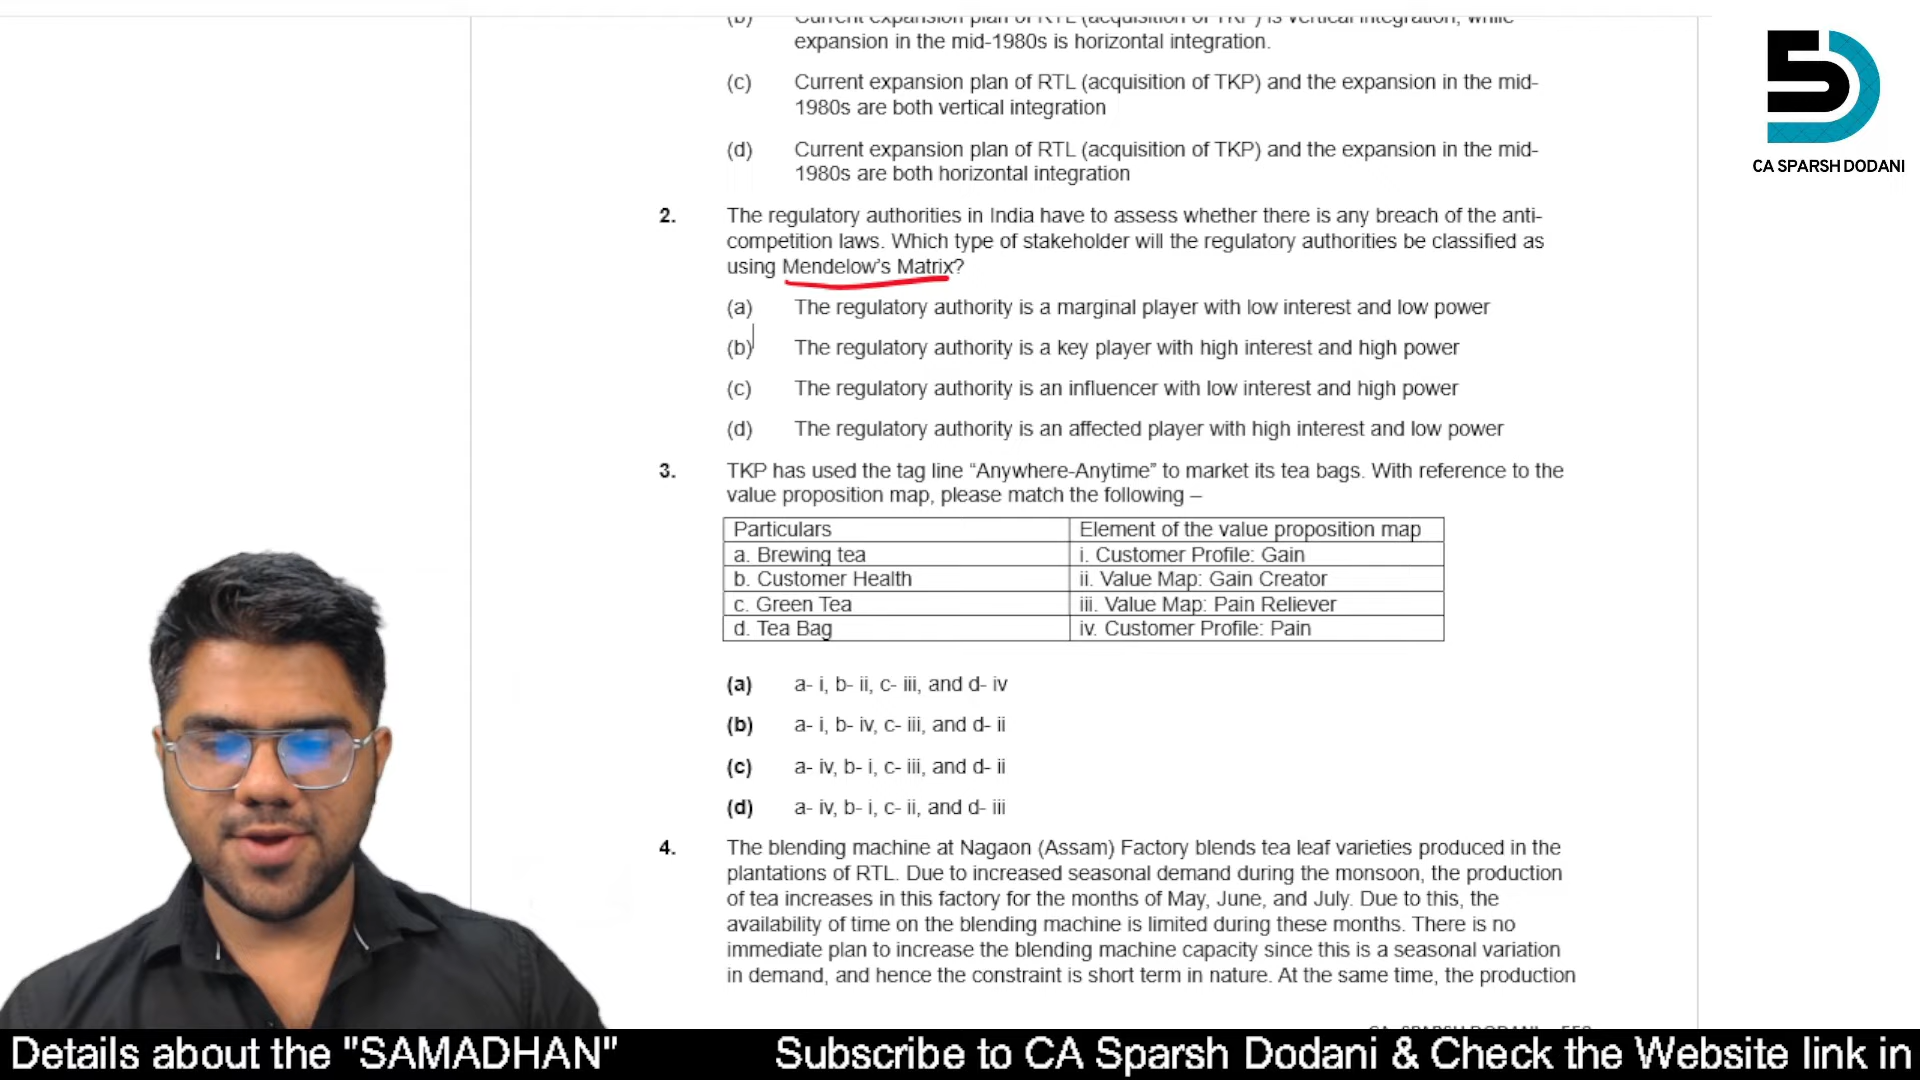 (b) Current expansion plan of RTL (acquisition of TKP) is vertical integration, while
expansion in the mid-1980s is horizontal integration.
(c) Current expansion plan of RTL (acquisition of TKP) and the expansion in the mid-
1980s are both vertical integration
(d) Current expansion plan of RTL (acquisition of TKP) and the expansion in the mid-
1980s are both horizontal integration
CA SPARSH DODANI
2. The regulatory authorities in India have to assess whether there is any breach of the anti-
competition laws. Which type of stakeholder will the regulatory authorities be classified as
using Mendelow's Matrix?
(a) The regulatory authority is a marginal player with low interest and low power
(b) The regulatory authority is a key player with high interest and high power
(c) The regulatory authority is an influencer with low interest and high power
(d) The regulatory authority is an affected player with high interest and low power
3. TKP has used the tag line “Anywhere-Anytime” to market its tea bags. With reference to the
value proposition map, please match the following –
Particulars Element of the value proposition map
a. Brewing tea i. Customer Profile: Gain
b. Customer Health ii. Value Map: Gain Creator
c. Green Tea iii. Value Map: Pain Reliever
d. Tea Bag iv. Customer Profile: Pain
(a) a- i, b- ii, c- iii, and d- iv
(b) a- i, b- iv, c- iii, and d- ii
(c) a- iv, b- i, c- iii, and d- ii
(d) a- iv, b- i, c- ii, and d- iii
4. The blending machine at Nagaon (Assam) Factory blends tea leaf varieties produced in the
plantations of RTL. Due to increased seasonal demand during the monsoon, the production
of tea increases in this factory for the months of May, June, and July. Due to this, the
availability of time on the blending machine is limited during these months. There is no
immediate plan to increase the blending machine capacity since this is a seasonal variation
in demand, and hence the constraint is short term in nature. At the same time, the production
CA SPARSH DODANI
Details about the "SAMADHAN" Subscribe to CA Sparsh Dodani & Check the Website link in